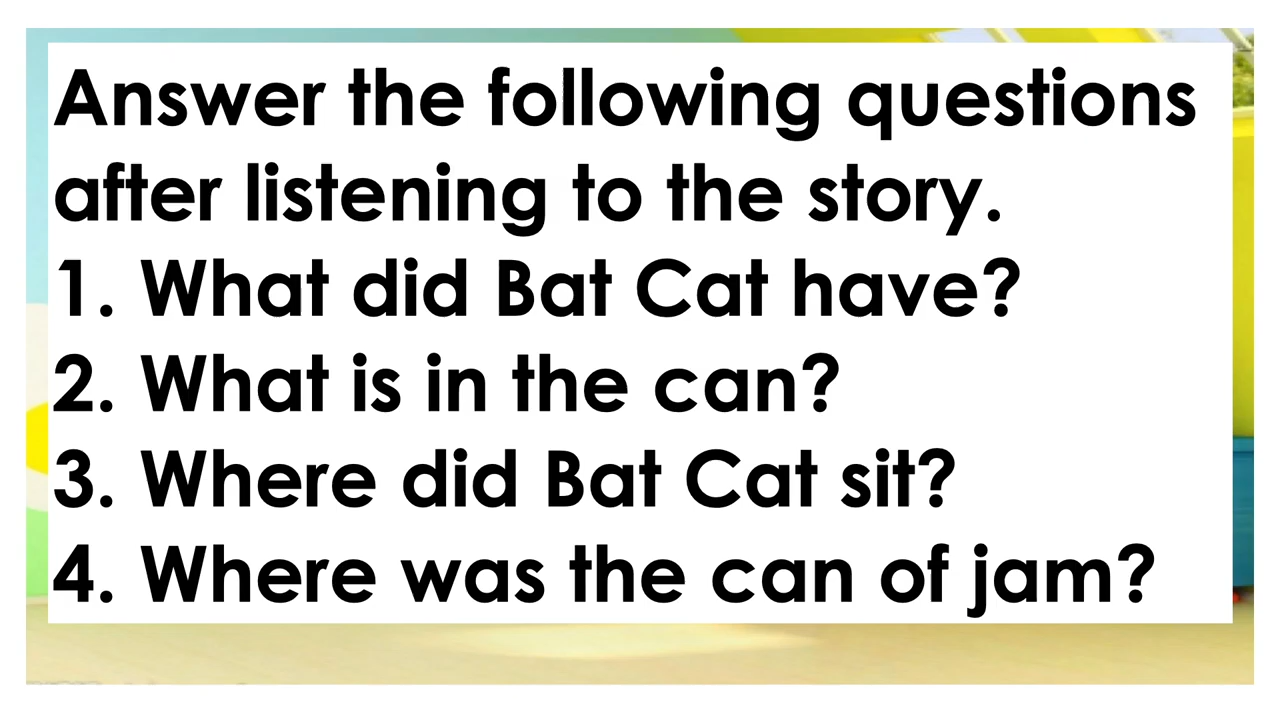 Answer the following questions
after listening to the story.
1. What did Bat Cat have?
2. What is in the can?
3. Where did Bat Cat sit?
4. Where was the can of jam?